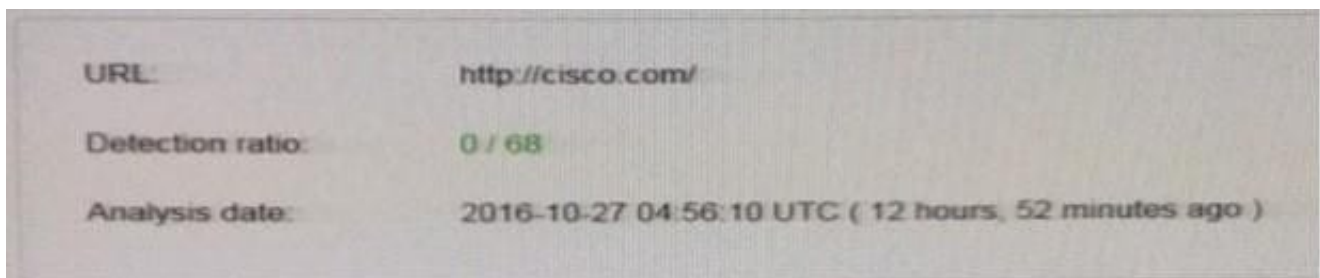 URL: http://cisco.com/
Detection ratio: 0 / 68
Analysis date: 2016-10-27 04:56:10 UTC ( 12 hours, 52 minutes ago )